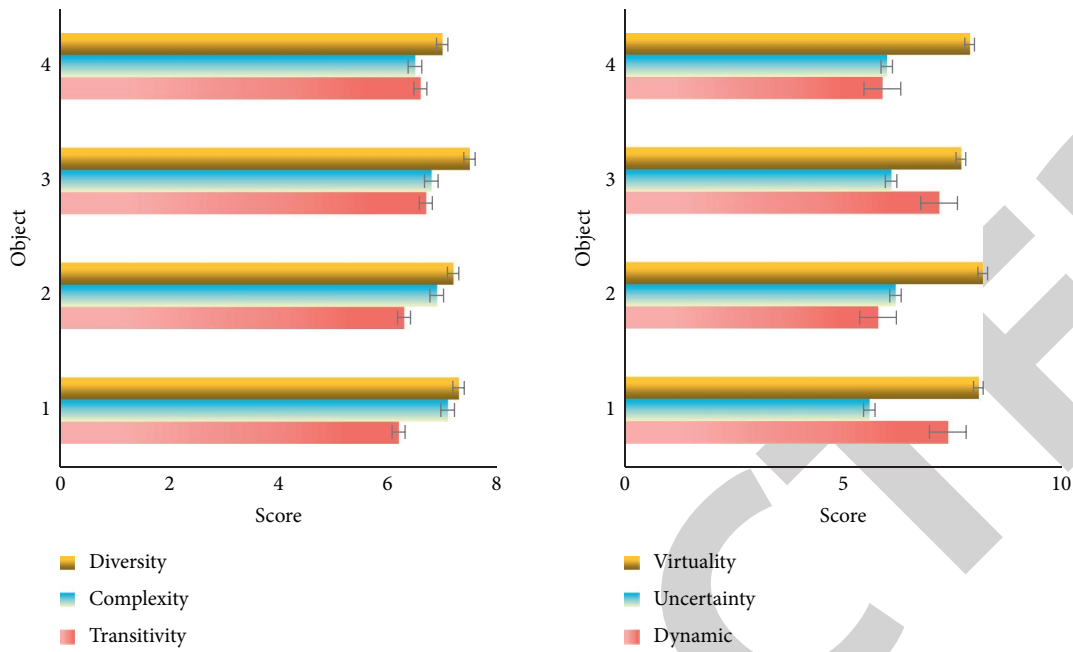 4
3
2
1
Object
0 2 4 6 8
Score
Diversity
Complexity
Transitivity
4
3
2
1
Object
0 5 10
Score
Virtuality
Uncertainty
Dynamic